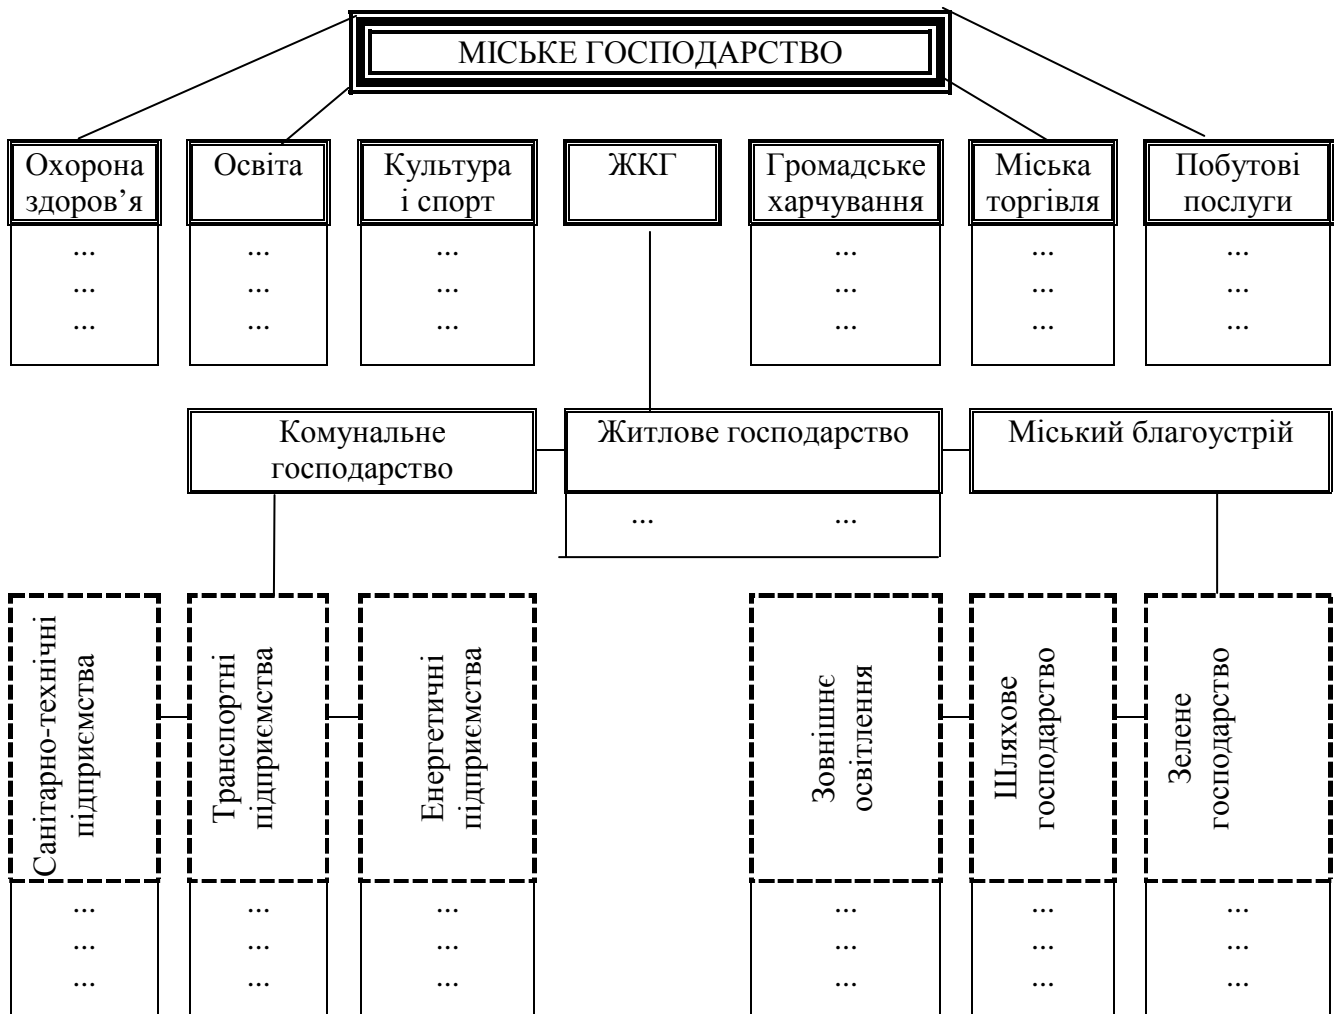 МІСЬКЕ ГОСПОДАРСТВО
Охорона
здоров’я
Освіта
Культура
і спорт
ЖКГ
Громадське
харчування
Міська
торгівля
Побутові
послуги
... ... ... ... ... ...
... ... ... ... ... ...
... ... ... ... ... ...
Комунальне
господарство
Житлове господарство
Міський благоустрій
... ...
Санітарно-технічні
підприємства
Транспортні
підприємства
Енергетичні
підприємства
Зовнішнє
освітлення
Шляхове
господарство
Зелене
господарство
... ... ... ... ... ...
... ... ... ... ... ...
... ... ... ... ... ...